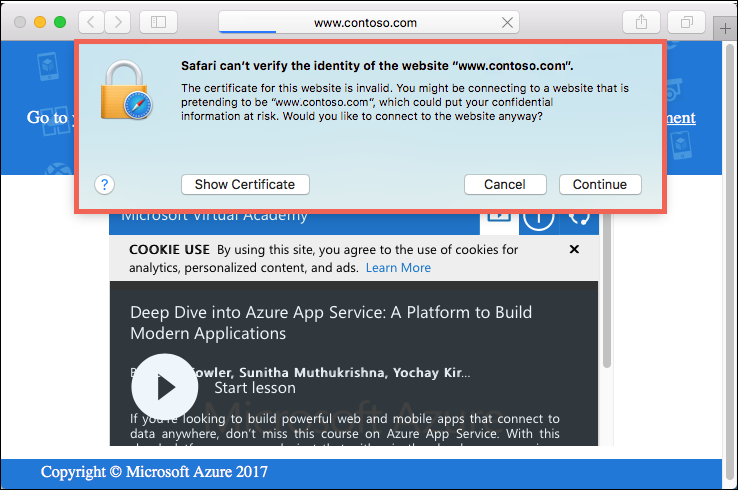 www.contoso.com
Safari can't verify the identity of the website “www.contoso.com”.
The certificate for this website is invalid. You might be connecting to a website that is
pretending to be “www.contoso.com”, which could put your confidential
information at risk. Would you like to connect to the website anyway?
Go to
ment
?
Show Certificate
Cancel
Continue
Microsoft Virtual Academy
COOKIE USE By using this site, you agree to the use of cookies for
analytics, personalized content, and ads. Learn More
Deep Dive into Azure App Service: A Platform to Build
Modern Applications
owler, Sunitha Muthukrishna, Yochay Kir...
Start lesson
Microsoft Azure
If you're looking to build powerful web and mobile apps that connect to
data anywhere, don't miss this course on Azure App Service. With this
Copyright © Microsoft Azure 2017